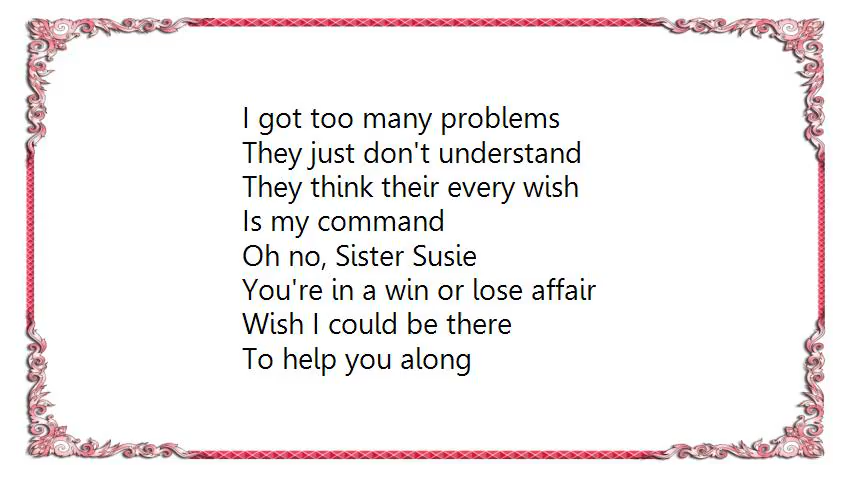 I got too many problems
They just don't understand
They think their every wish
Is my command
Oh no, Sister Susie
You're in a win or lose affair
Wish I could be there
To help you along